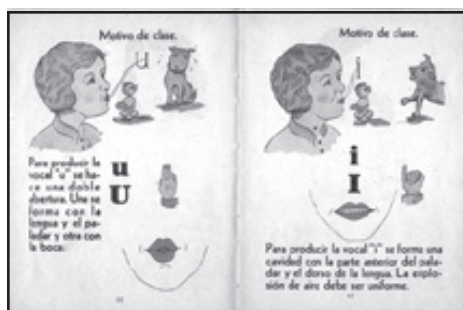 Motivo de clase.
U
Para producir la
vocal "u" se ha-
ce una doble
abertura. Una se
forma con la
lengua y el pa-
ladar y otra con
la boca.
u
U
Motivo de clase.
i
i
I
Para producir la vocal "i" se forma una
cavidad con la parte anterior del pala-
dar y el dorso de la lengua. La explo-
sión de aire debe ser uniforme.